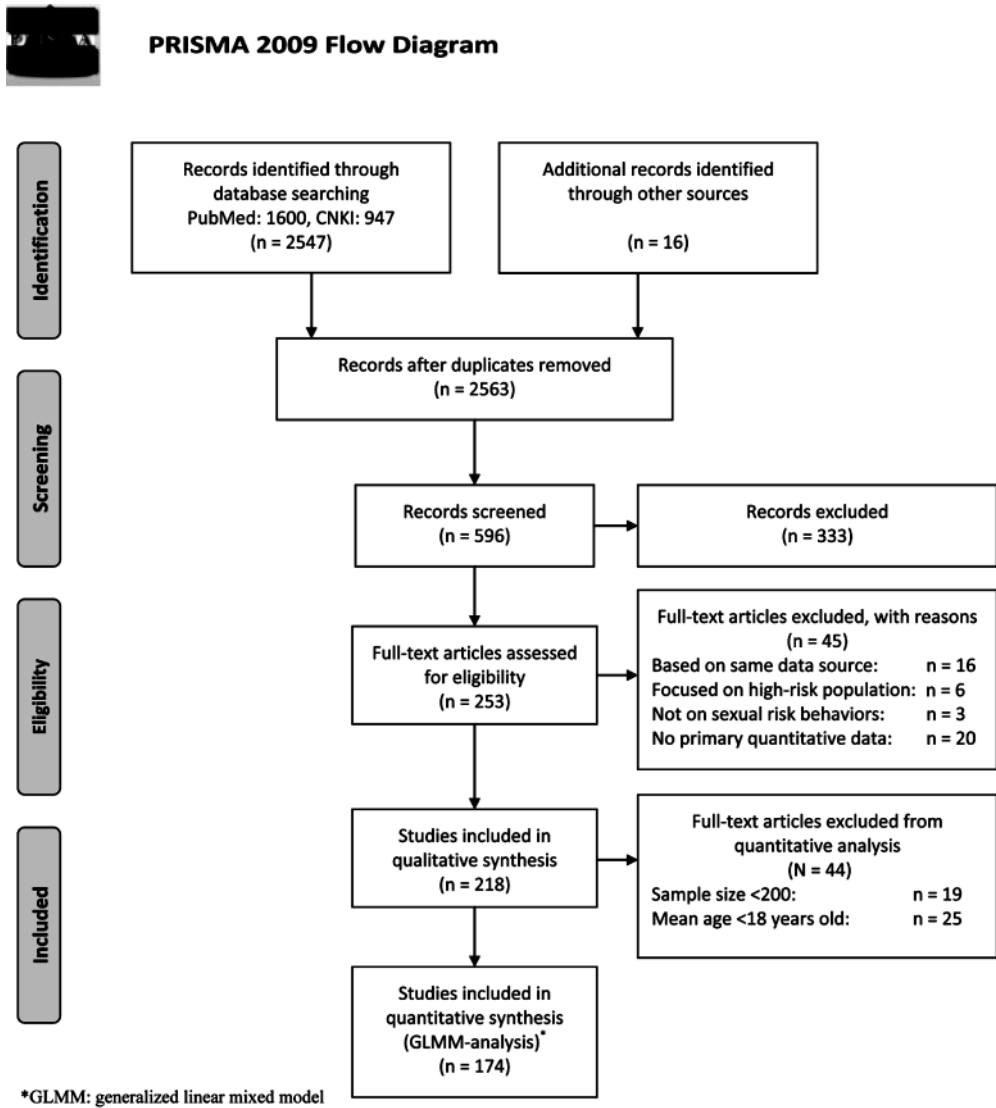 PRISMA 2009 Flow Diagram
Identification
Records identified through
database searching
PubMed: 1600, CNKI: 947
(n = 2547)
Additional records identified
through other sources
(n = 16)
Records after duplicates removed
(n = 2563)
Screening
Records screened
(n = 596)
Records excluded
(n = 333)
Eligibility
Full-text articles assessed
for eligibility
(n = 253)
Full-text articles excluded, with reasons
(n = 45)
Based on same data source: n = 16
Focused on high-risk population: n = 6
Not on sexual risk behaviors: n = 3
No primary quantitative data: n = 20
Included
Studies included in
qualitative synthesis
(n = 218)
Full-text articles excluded from
quantitative analysis
(N = 44)
Sample size <200: n = 19
Mean age <18 years old: n = 25
Studies included in
quantitative synthesis
(GLMM-analysis)*
(n = 174)
*GLMM: generalized linear mixed model